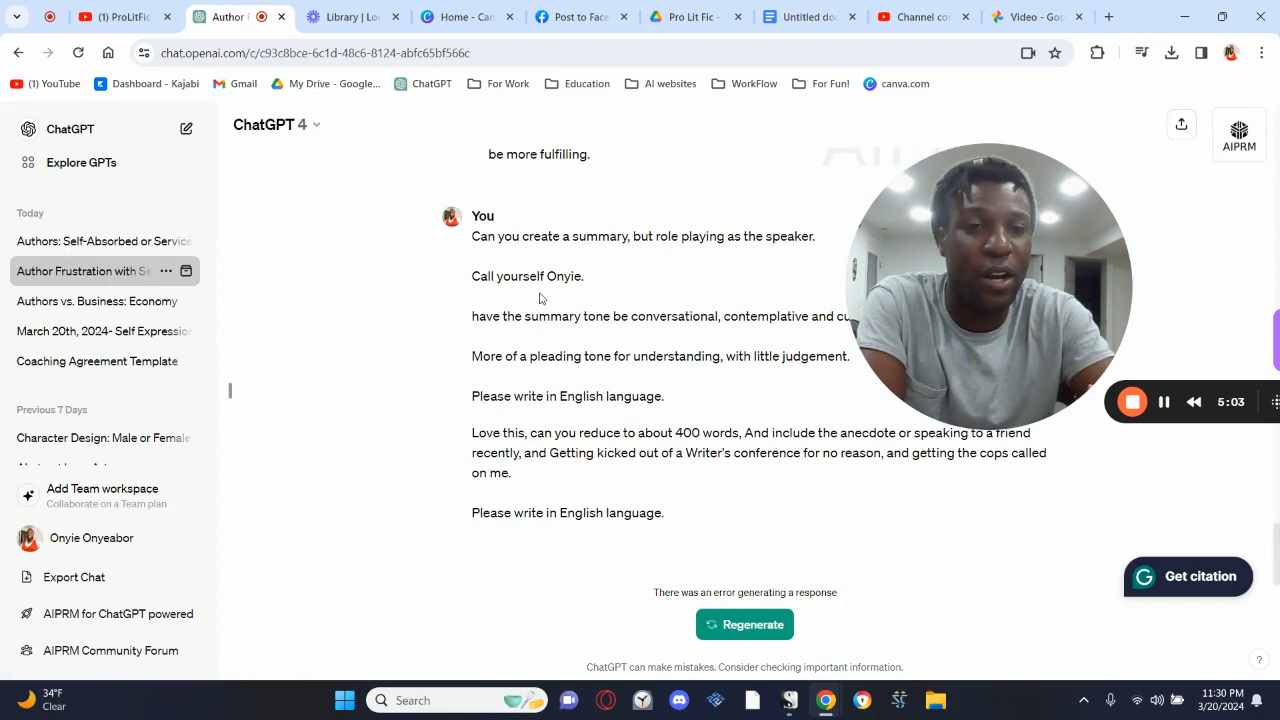 (1) ProLitFic
Author F
Library | Loo
Home - Can
Post to Face
Pro Lit Fic -
Untitled doc
Channel co
Video - Goo
chat.openai.com/c/c93c8bce-6c1d-48c6-8124-abfc65bf566c
(1) YouTube
Dashboard - Kajabi
Gmail
My Drive - Google...
ChatGPT
For Work
Education
AI websites
WorkFlow
For Fun!
canva.com
ChatGPT
Explore GPTs
Today
Authors: Self-Absorbed or Service
Author Frustration with Se
Authors vs. Business: Economy
March 20th, 2024- Self Expression
Coaching Agreement Template
Previous 7 Days
Character Design: Male or Female
Add Team workspace
Collaborate on a Team plan
Onyie Onyeabor
Export Chat
AIPRM for ChatGPT powered
AIPRM Community Forum
ChatGPT 4
AIPRM
be more fulfilling.
You
Can you create a summary, but role playing as the speaker.
Call yourself Onyie.
have the summary tone be conversational, contemplative and cu
More of a pleading tone for understanding, with little judgement.
Please write in English language.
Love this, can you reduce to about 400 words, And include the anecdote or speaking to a friend
recently, and Getting kicked out of a Writer's conference for no reason, and getting the cops called
on me.
Please write in English language.
5:03
Get citation
There was an error generating a response
Regenerate
ChatGPT can make mistakes. Consider checking important information.
?
34°F
Clear
Search
11:30 PM
3/20/2024